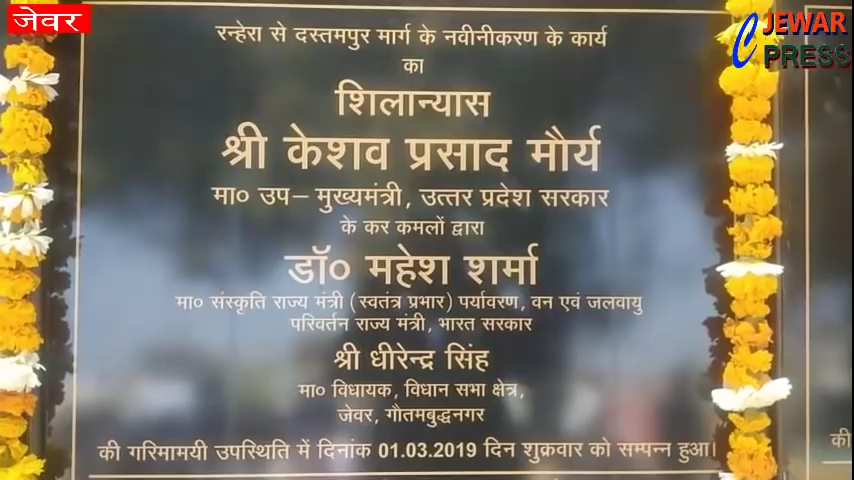 जेवर
JEWAR
PRESS
रन्हेरा से दस्तमपुर मार्ग के नवीनीकरण के कार्य
का
शिलान्यास
श्री केशव प्रसाद मौर्य
मा० उप– मुख्यमंत्री, उत्तर प्रदेश सरकार
के कर कमलों द्वारा
डॉ० महेश शर्मा
मा० संस्कृति राज्य मंत्री (स्वतंत्र प्रभार) पर्यावरण, वन एवं जलवायु
परिवर्तन राज्य मंत्री, भारत सरकार
श्री धीरेन्द्र सिंह
मा० विधायक, विधान सभा क्षेत्र,
जेवर, गौतमबुद्धनगर
की गरिमामयी उपस्थिति में दिनांक 01.03.2019 दिन शुक्रवार को सम्पन्न हुआ।
की